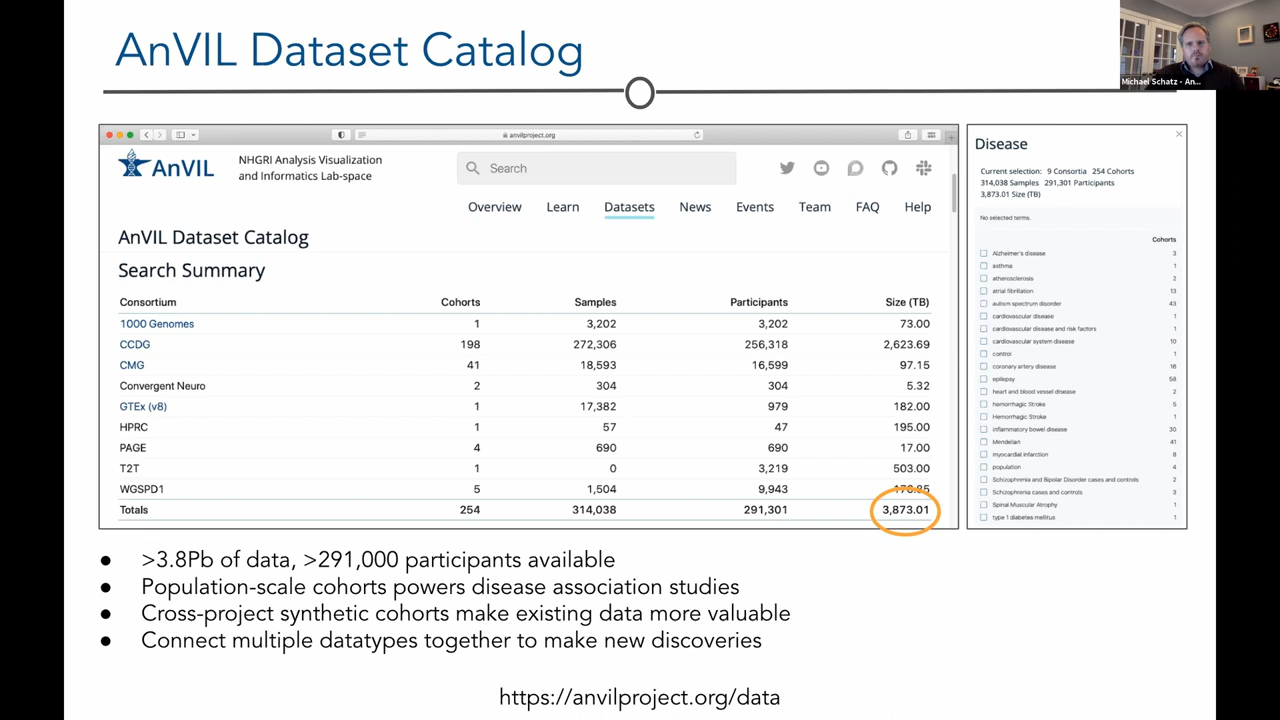 AnVIL Dataset Catalog
Michael Schatz - An...
anvilproject.org
AnVIL
NHGRI Analysis Visualization
and Informatics Lab-space
Search
Overview Learn Datasets News Events Team FAQ Help
AnVIL Dataset Catalog
Search Summary
Consortium Cohorts Samples Participants Size (TB)
1000 Genomes 1 3,202 3,202 73.00
CCDG 198 272,306 256,318 2,623.69
CMG 41 18,593 16,599 97.15
Convergent Neuro 2 304 304 5.32
GTEx (v8) 1 17,382 979 182.00
HPRC 1 57 47 195.00
PAGE 4 690 690 17.00
T2T 1 0 3,219 503.00
WGSPD1 5 1,504 9,943
Totals 254 314,038 291,301 3,873.01
Disease
Current selection: 9 Consortia 254 Cohorts
314,038 Samples 291,301 Participants
3,873.01 Size (TB)
No selected terms.
Cohorts
Alzheimer's disease 3
asthma 1
atherosclerosis 2
atrial fibrillation 13
autism spectrum disorder 43
cardiovascular disease 1
cardiovascular disease and risk factors 1
cardiovascular system disease 10
control 1
coronary artery disease 16
epilepsy 58
heart and blood vessel disease 2
hemorrhagic Stroke 5
Hemorrhagic Stroke 1
inflammatory bowel disease 30
Mendelian 41
myocardial infarction 8
population 4
Schizophrenia and Bipolar Disorder cases and controls 2
Schizophrenia cases and controls 3
Spinal Muscular Atrophy 1
type 1 diabetes mellitus 1
● >3.8Pb of data, >291,000 participants available
● Population-scale cohorts powers disease association studies
● Cross-project synthetic cohorts make existing data more valuable
● Connect multiple datatypes together to make new discoveries
https://anvilproject.org/data